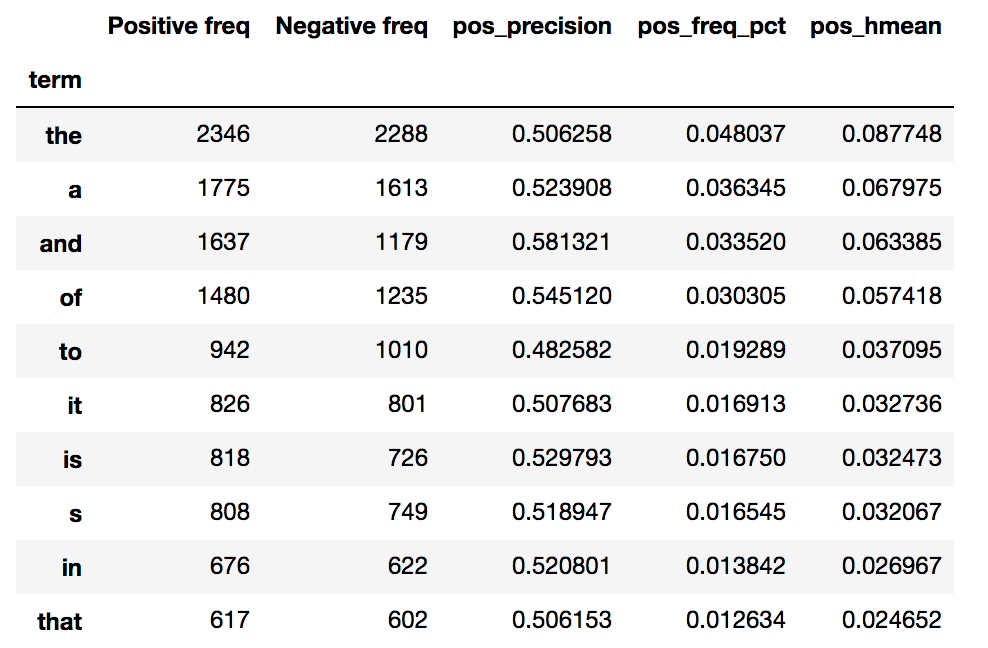 Positive freq Negative freq pos_precision pos_freq_pct pos_hmean
term
the 2346 2288 0.506258 0.048037 0.087748
a 1775 1613 0.523908 0.036345 0.067975
and 1637 1179 0.581321 0.033520 0.063385
of 1480 1235 0.545120 0.030305 0.057418
to 942 1010 0.482582 0.019289 0.037095
it 826 801 0.507683 0.016913 0.032736
is 818 726 0.529793 0.016750 0.032473
s 808 749 0.518947 0.016545 0.032067
in 676 622 0.520801 0.013842 0.026967
that 617 602 0.506153 0.012634 0.024652